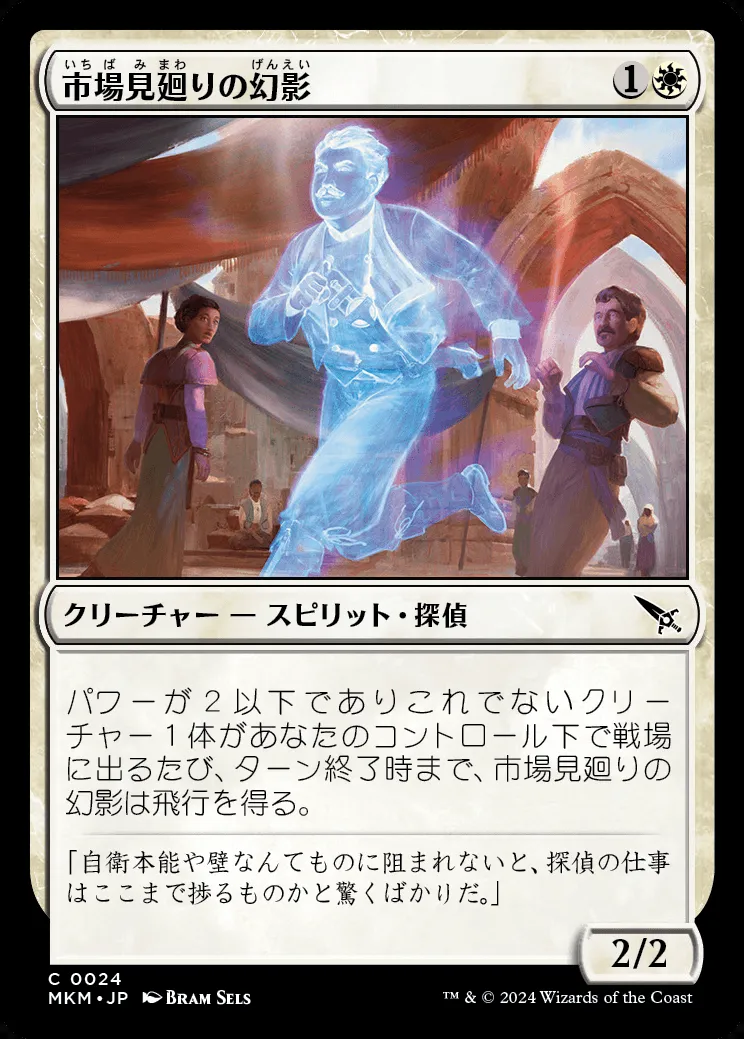 いちばみまわ げんえい
市場見廻りの幻影
1
クリーチャー — スピリット・探偵
パワーが２以下でありこれでないクリー
チャー１体があなたのコントロール下で戦場
に出るたび、ターン終了時まで、市場見廻りの
幻影は飛行を得る。
「自衛本能や壁なんてものに阻まれないと、探偵の仕事
はここまで捗るものかと驚くばかりだ。」
2/2
C 0024
MKM • JP Bram Sels
™ & © 2024 Wizards of the Coast